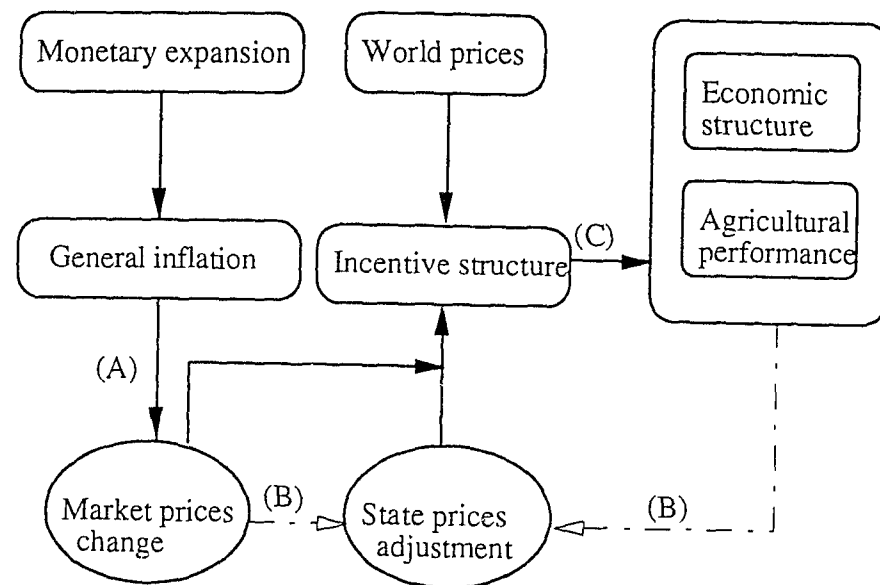 Monetary expansion
World prices
Economic
structure
General inflation
Incentive structure
(C)
Agricultural
performance
(A)
Market prices
change
(B)
State prices
adjustment
(B)